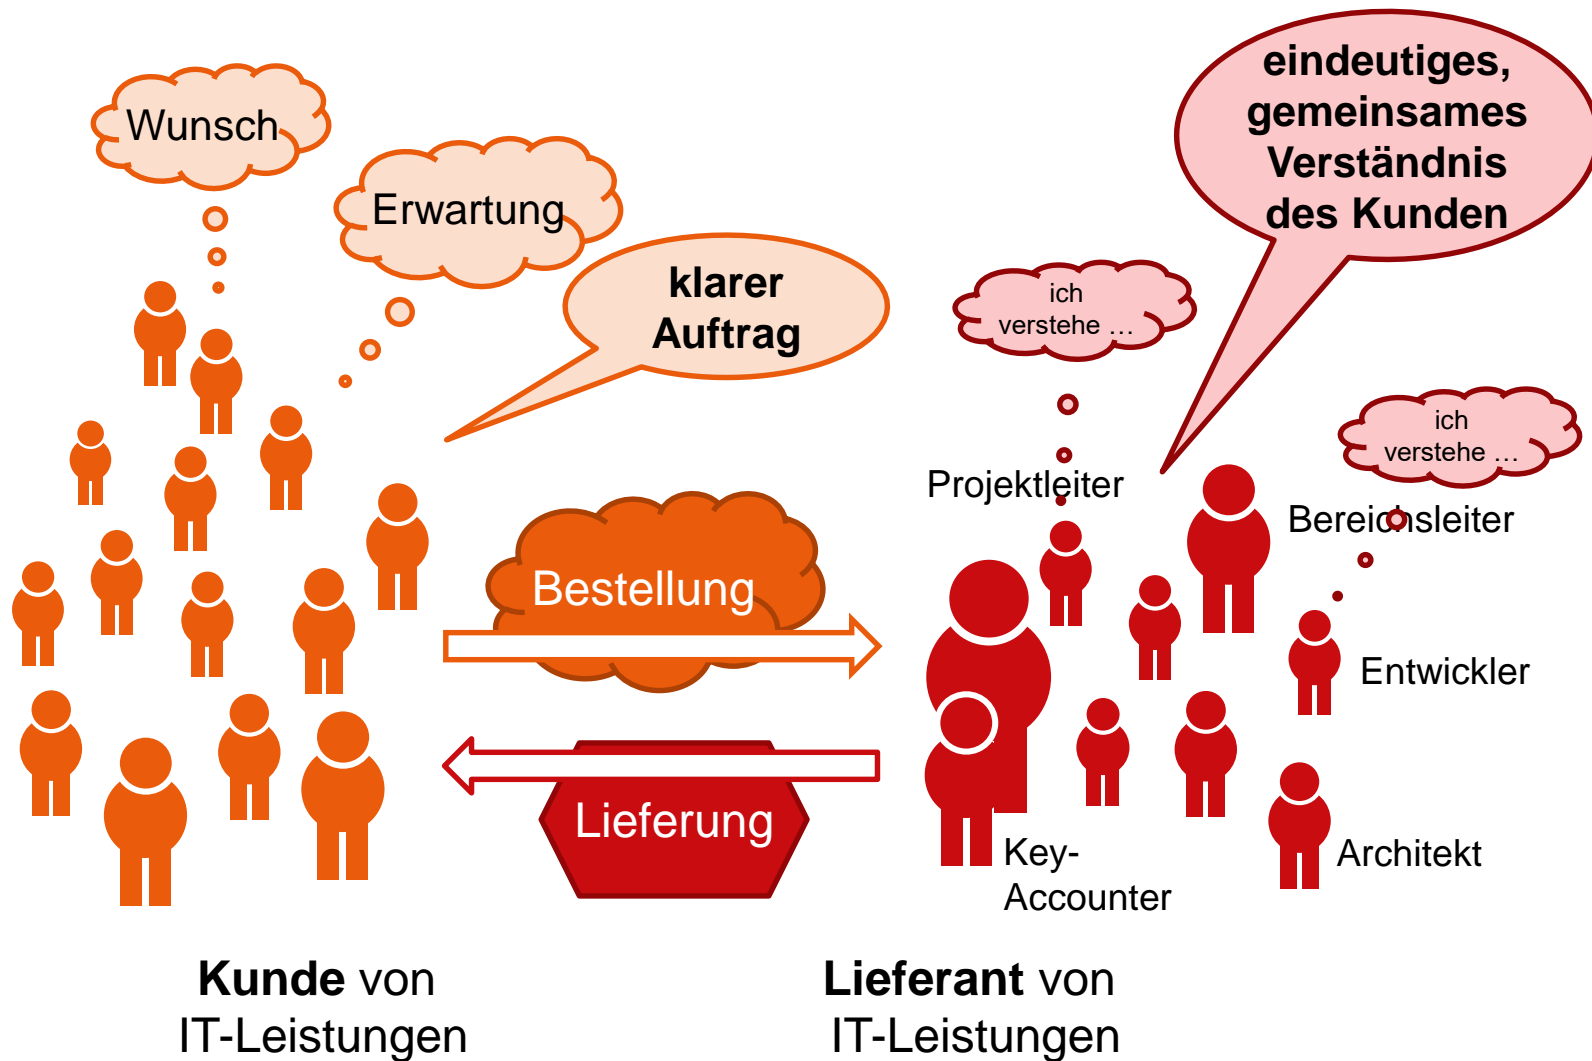 Wunsch
Erwartung
klarer
Auftrag
eindeutiges,
gemeinsames
Verständnis
des Kunden
ich
verstehe …
ich
verstehe …
Projektleiter
Bereichsleiter
Bestellung
Entwickler
Lieferung
Key-
Accounter
Architekt
Kunde von
IT-Leistungen
Lieferant von
IT-Leistungen